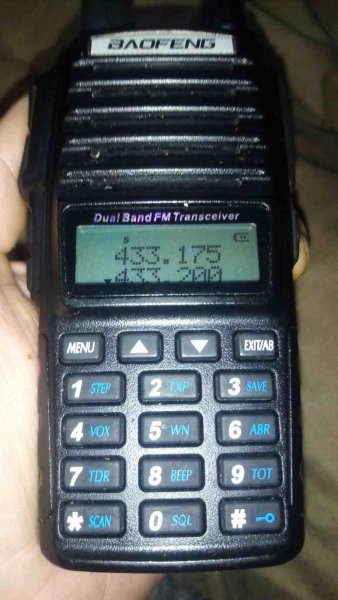 BAOFENG
Dual Band FM Transceiver
S
433.175
433.200
MENU EXIT/AB
1 STEP 2 TXP 3 SAVE
4 VOX 5 WN 6 ABR
7 TDR 8 BEEP 9 TOT
* SCAN 0 SQL #